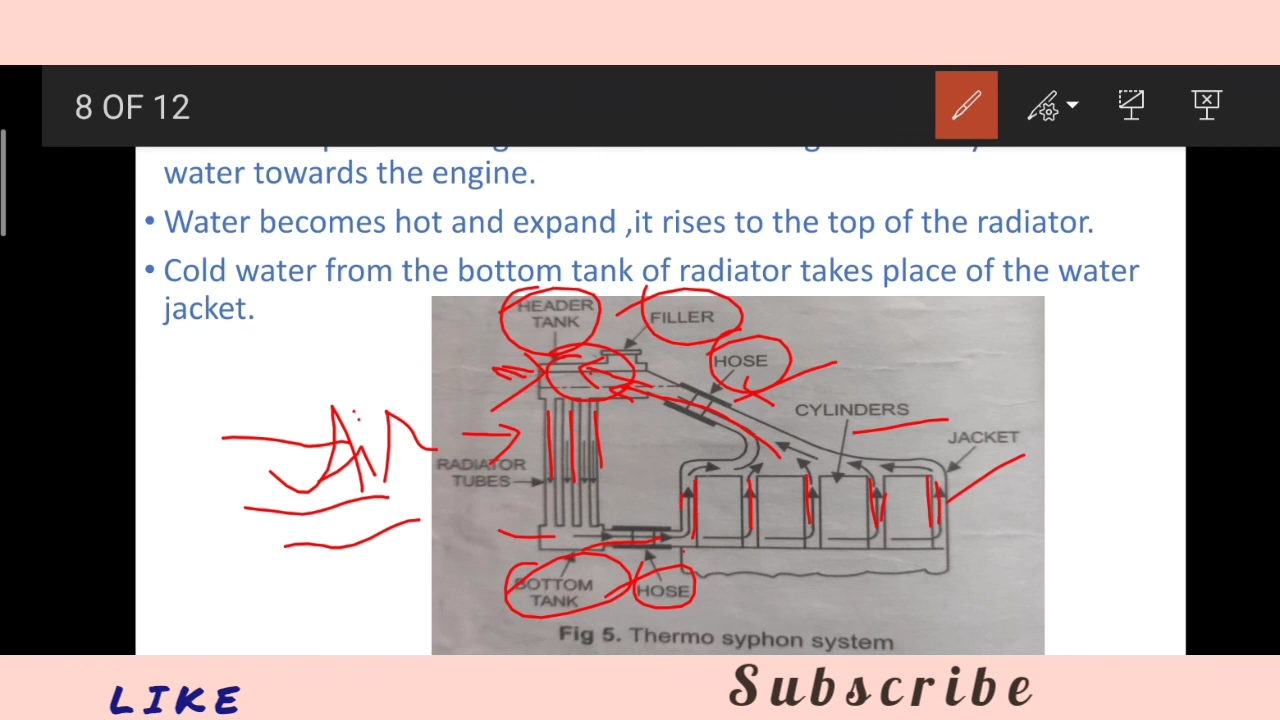 8 OF 12
water towards the engine.
• Water becomes hot and expand ,it rises to the top of the radiator.
• Cold water from the bottom tank of radiator takes place of the water
jacket.
HEADER
TANK
FILLER
HOSE
CYLINDERS
JACKET
AiR
RADIATOR
TUBES
BOTTOM
TANK
HOSE
Fig 5. Thermo syphon system
LIKE
Subscribe